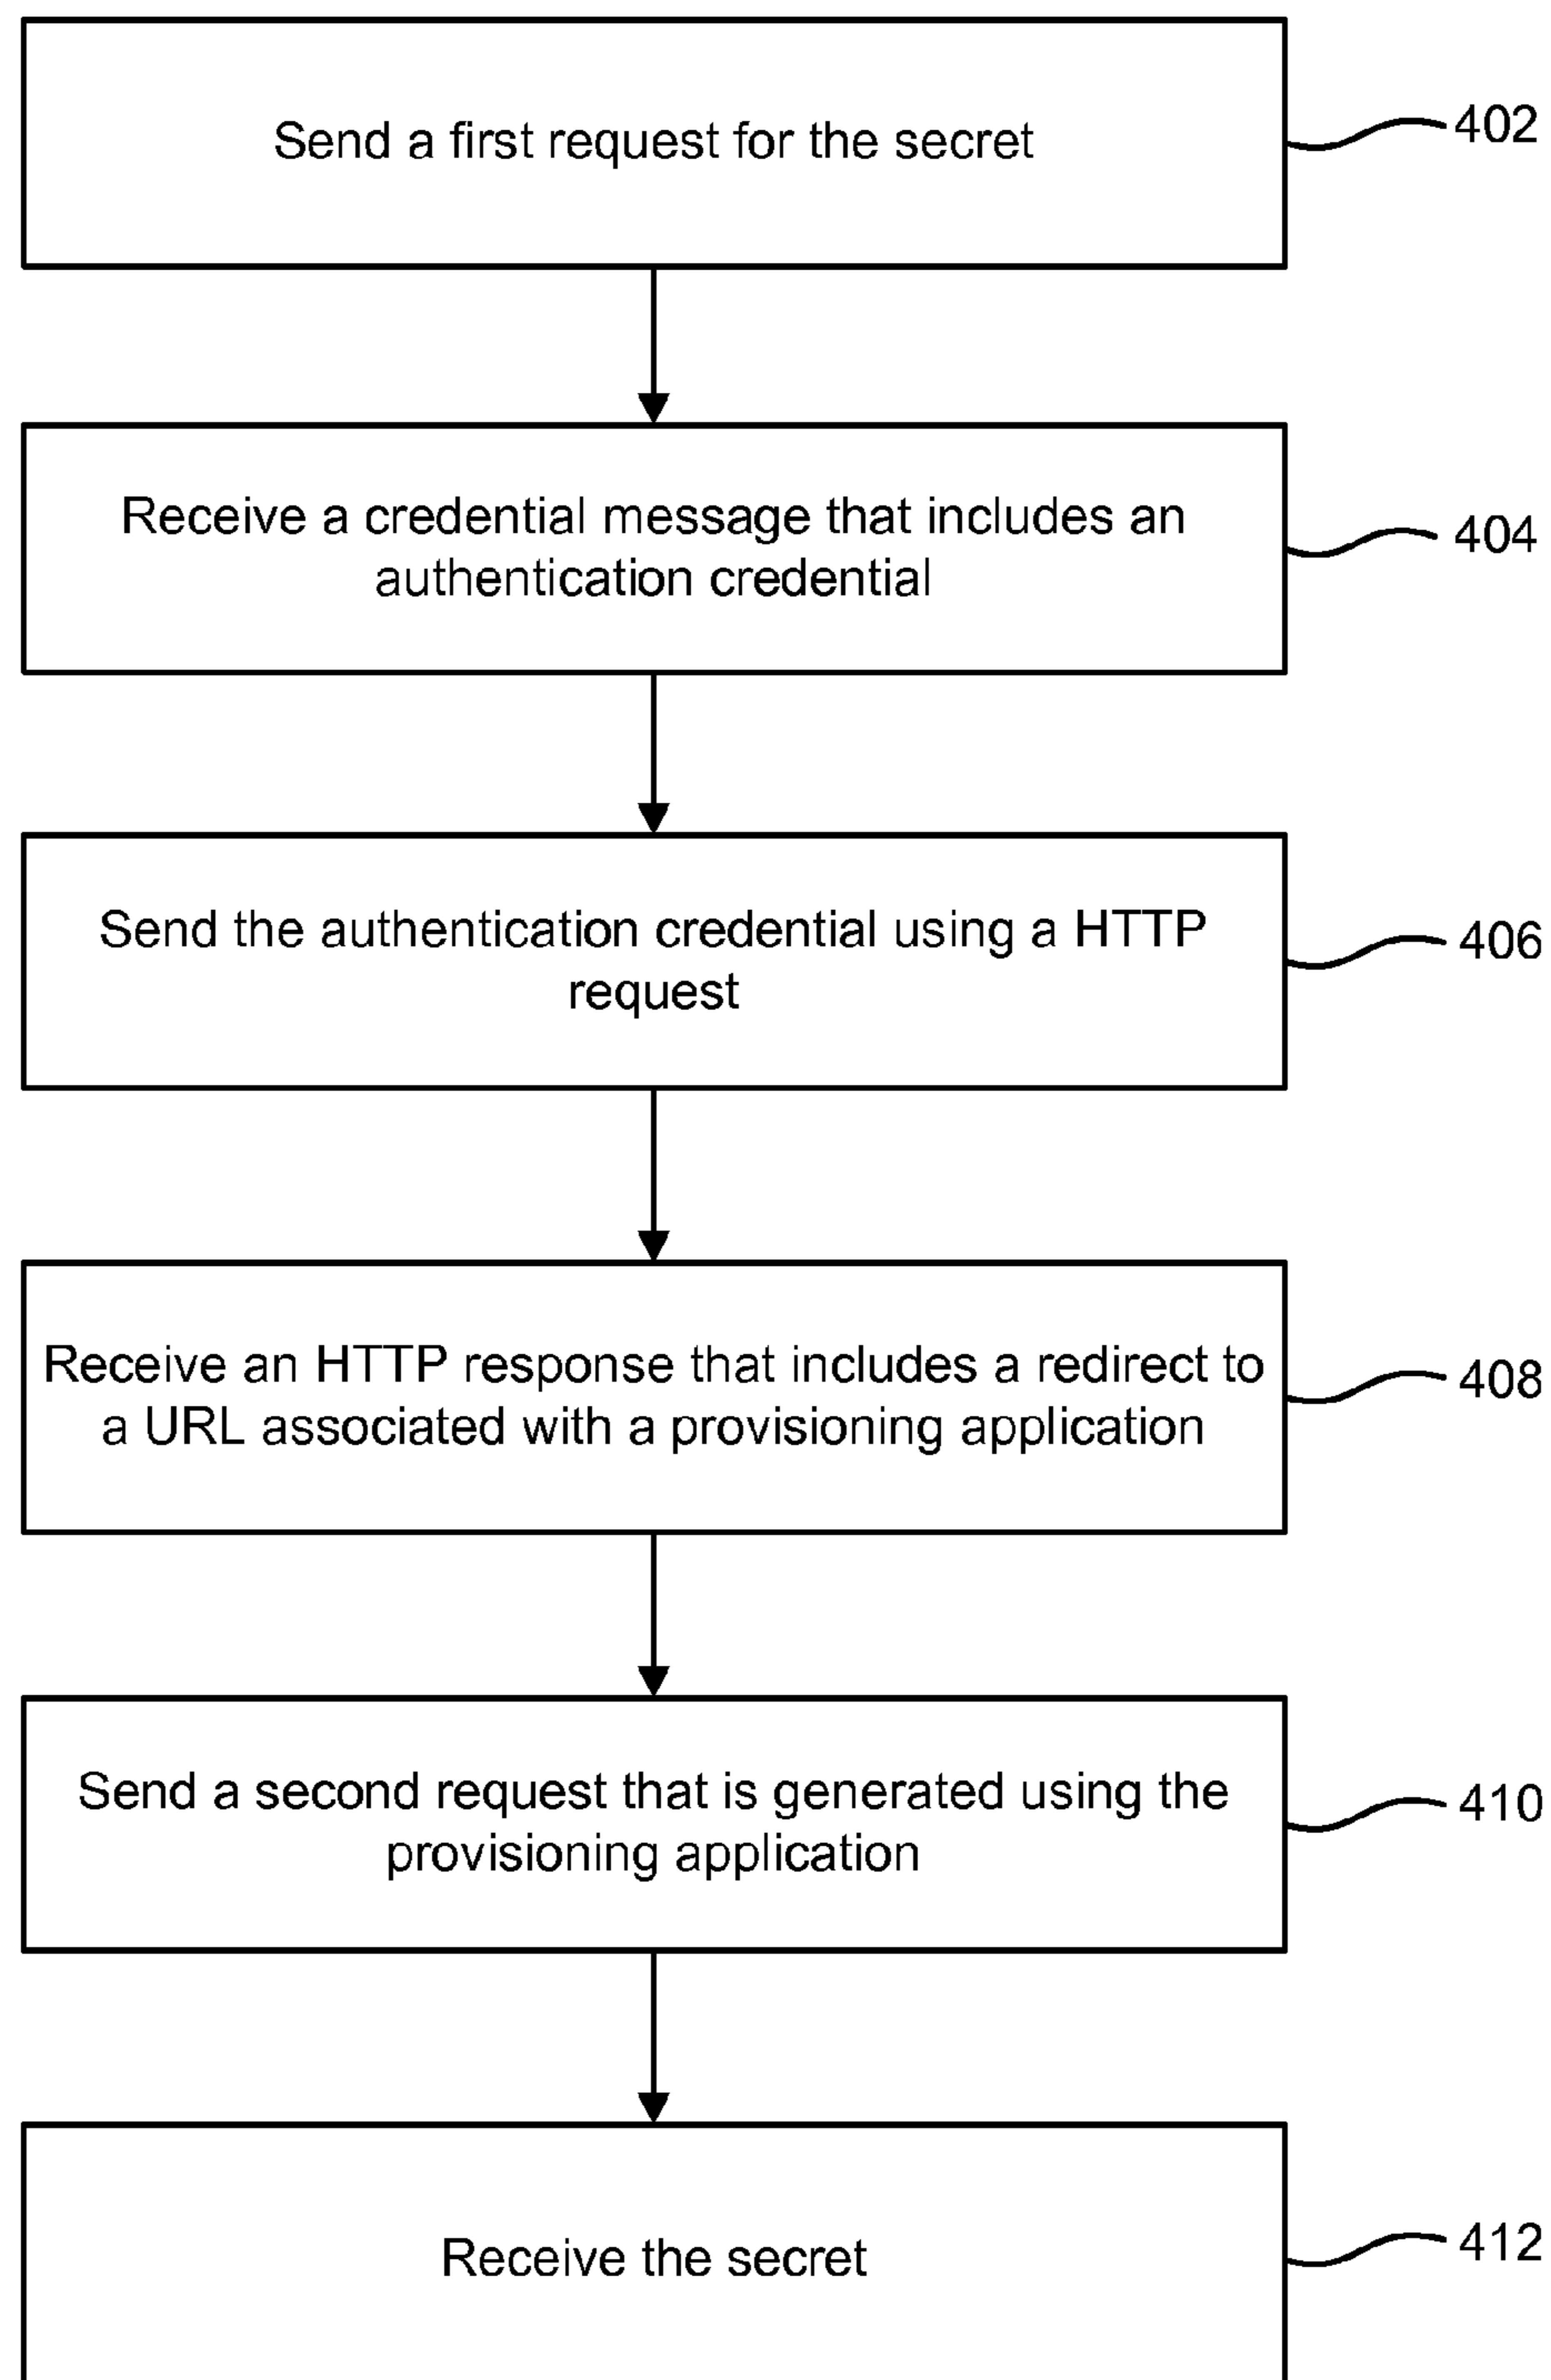 Send a first request for the secret
402
Receive a credential message that includes an
authentication credential
404
Send the authentication credential using a HTTP
request
406
Receive an HTTP response that includes a redirect to
a URL associated with a provisioning application
408
Send a second request that is generated using the
provisioning application
410
Receive the secret
412